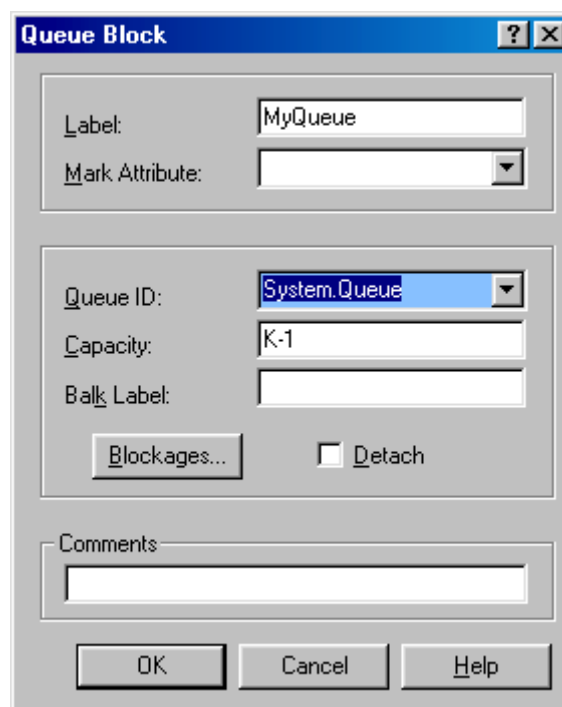 Queue Block
Label: MyQueue
Mark Attribute:
Queue ID: System.Queue
Capacity: K-1
Balk Label:
Blockages... Detach
Comments
OK Cancel Help